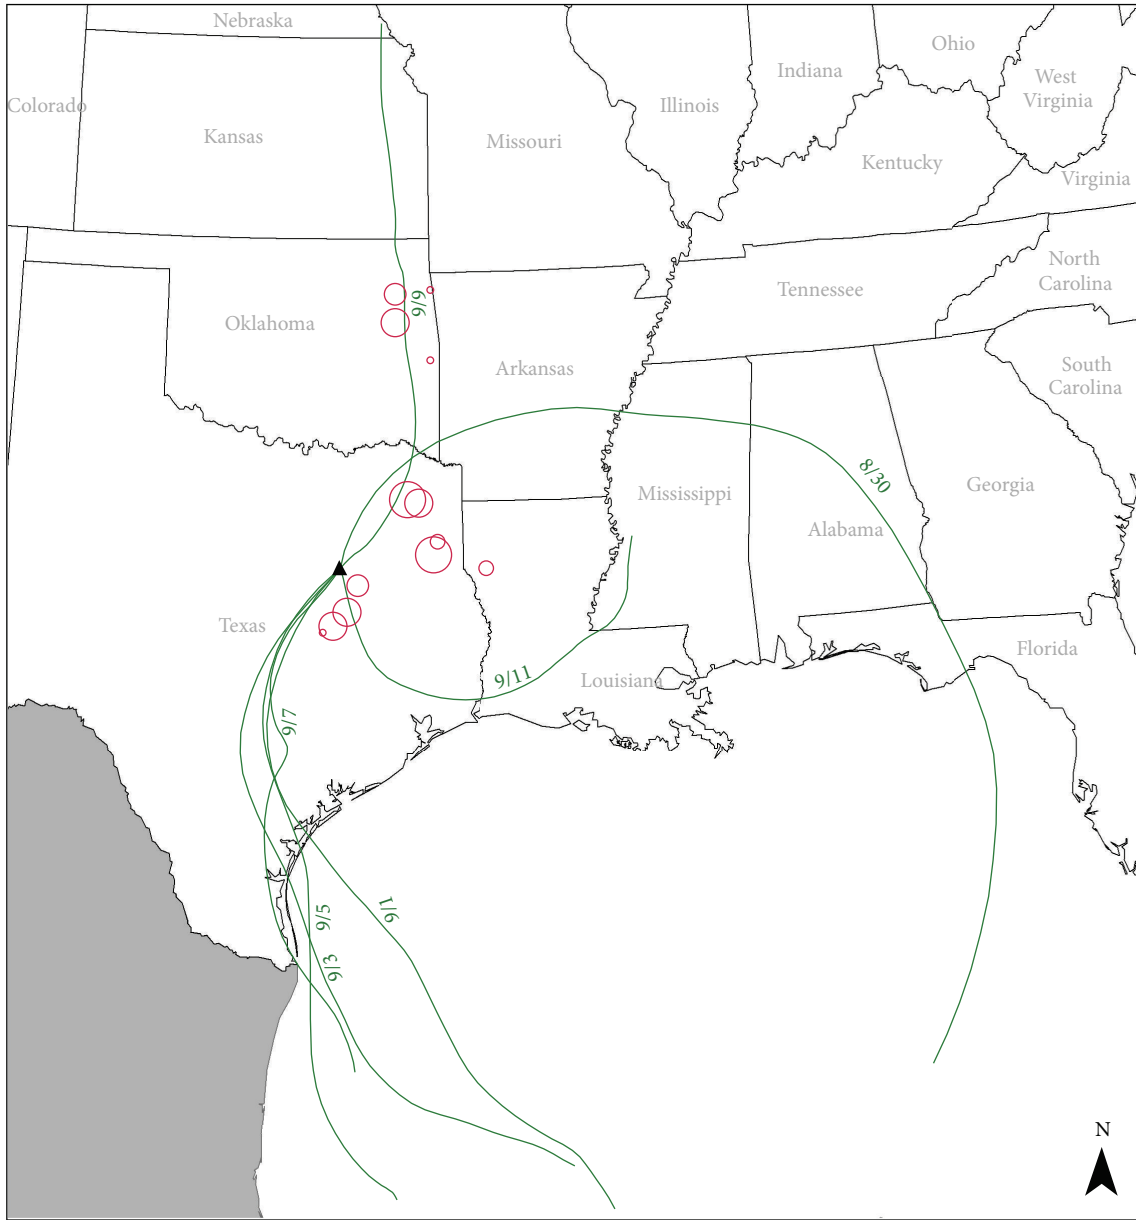 Nebraska
Ohio
Indiana
West
Virginia
Colorado
Illinois
Kansas
Missouri
Kentucky
Virginia
North
Carolina
Tennessee
9/9
Oklahoma
Arkansas
South
Carolina
8/30
Georgia
Mississippi
Alabama
Texas
Florida
9/11
Louisiana
9/7
9/1
9/5
9/3
N